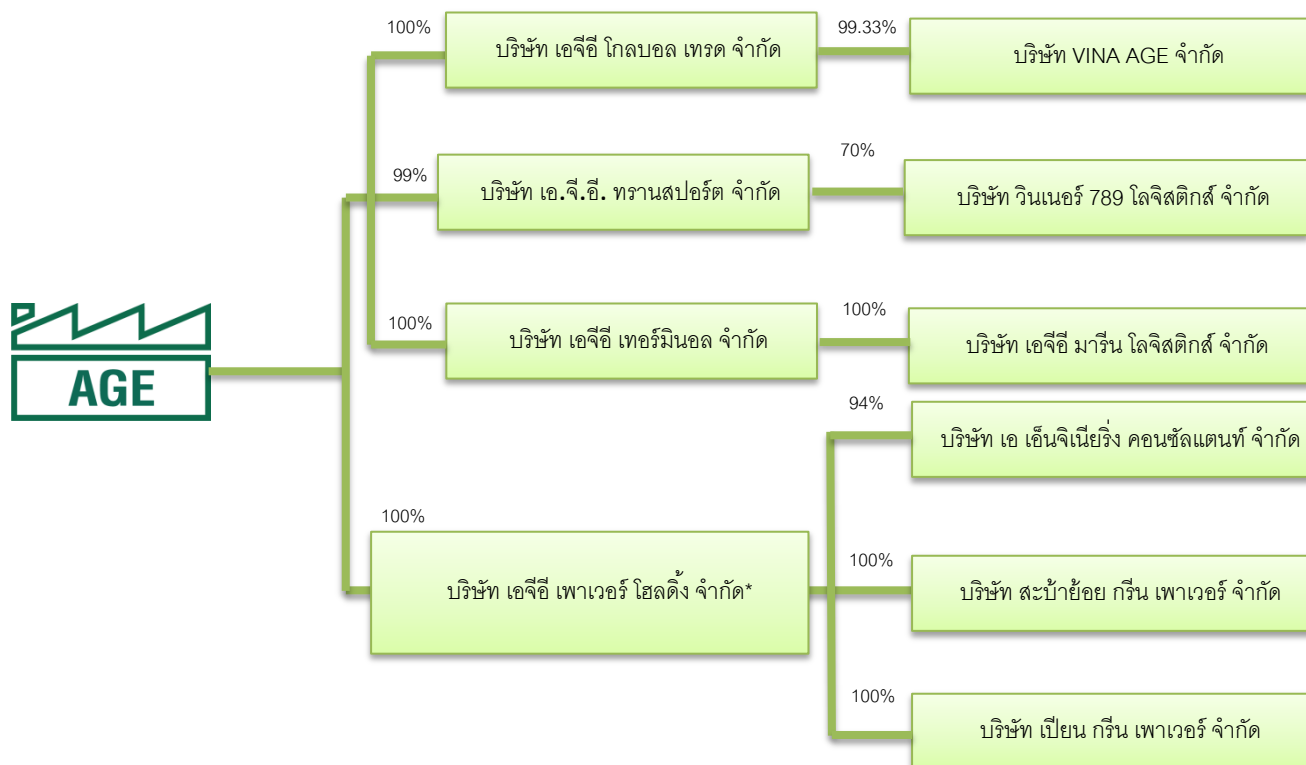 100%
บริษัท เอจีอี โกลบอล เทรด จำกัด
99.33%
บริษัท VINA AGE จำกัด
99%
บริษัท เอ.จี.อี. ทรานสปอร์ต จำกัด
70%
บริษัท วินเนอร์ 789 โลจิสติกส์ จำกัด
100%
บริษัท เอจีอี เทอร์มินอล จำกัด
100%
บริษัท เอจีอี มารีน โลจิสติกส์ จำกัด
AGE
94%
บริษัท เอ เอ็นจิเนียริ่ง คอนซัลแตนท์ จำกัด
100%
บริษัท เอจีอี เพาเวอร์ โฮลดิ้ง จำกัด*
100%
บริษัท สะบ้าย้อย กรีน เพาเวอร์ จำกัด
100%
บริษัท เปียน กรีน เพาเวอร์ จำกัด